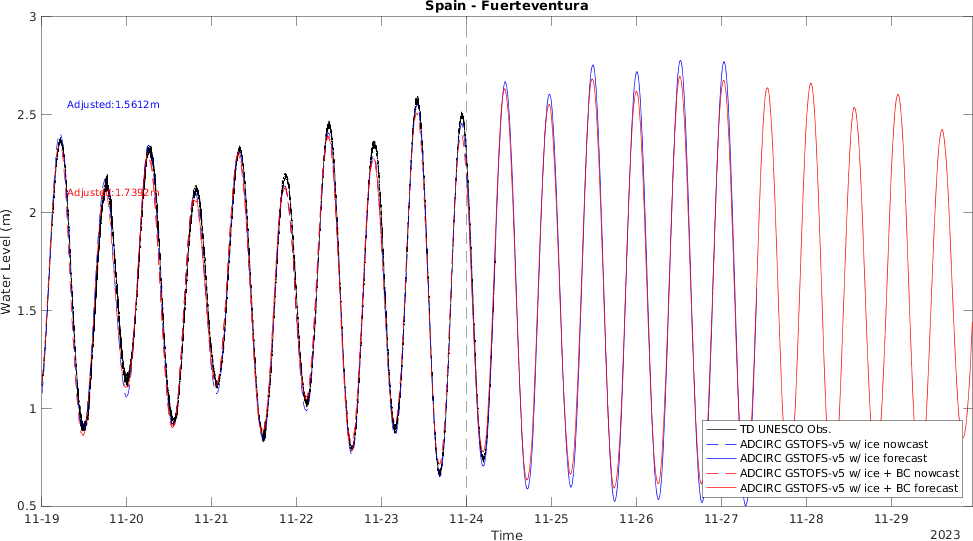 Spain - Fuerteventura
3
Adjusted:1.5612m
2.5
Adjusted:1.7392m
2
Water Level (m)
1.5
1
TD UNESCO Obs.
ADCIRC GSTOFS-v5 w/ ice nowcast
ADCIRC GSTOFS-v5 w/ ice forecast
ADCIRC GSTOFS-v5 w/ ice + BC nowcast
ADCIRC GSTOFS-v5 w/ ice + BC forecast
0.5
11-19 11-20 11-21 11-22 11-23 11-24 11-25 11-26 11-27 11-28 11-29
Time
2023